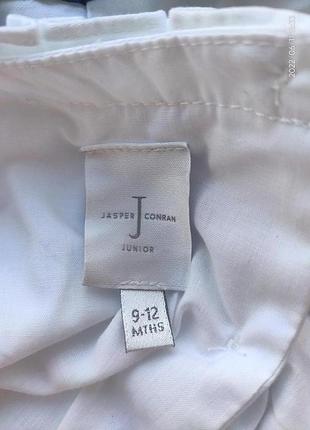 JASPER J CONRAN
JUNIOR
9-12
MTHS